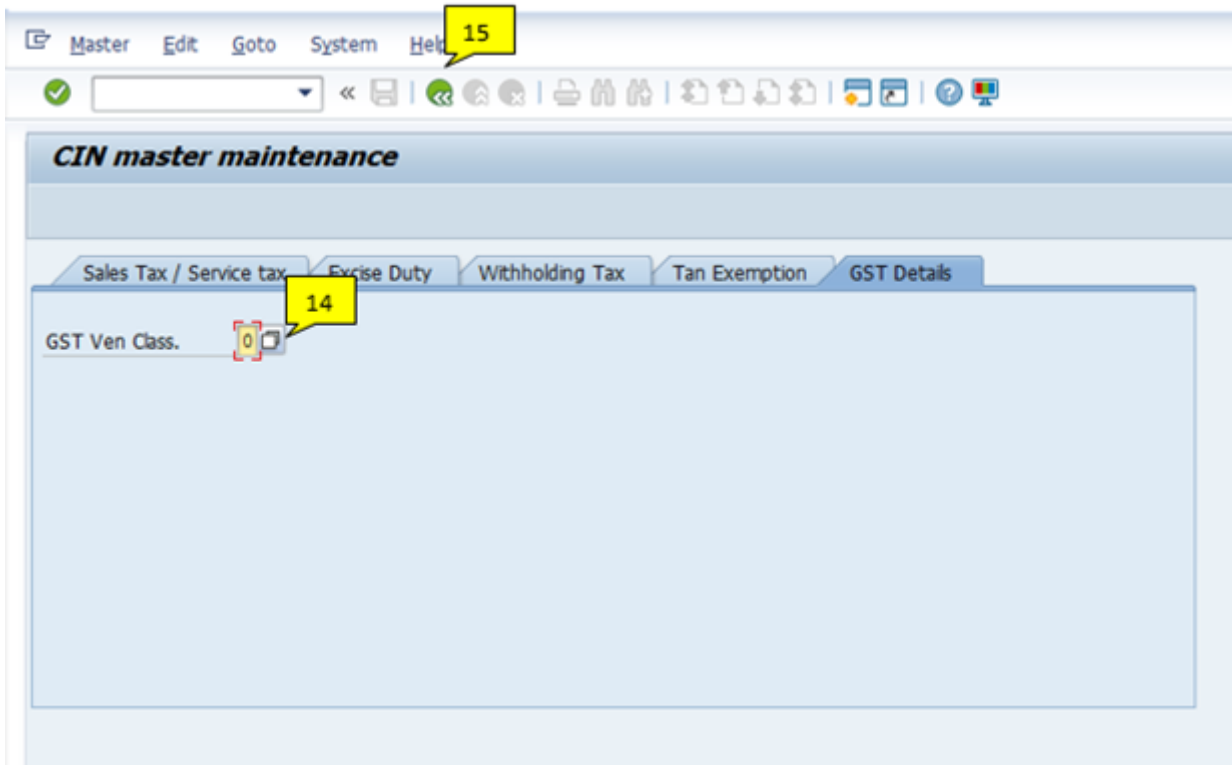 15
Master Edit Goto System Help
CIN master maintenance
Sales Tax / Service tax Excise Duty Withholding Tax Tan Exemption GST Details
14
GST Ven Class. 0